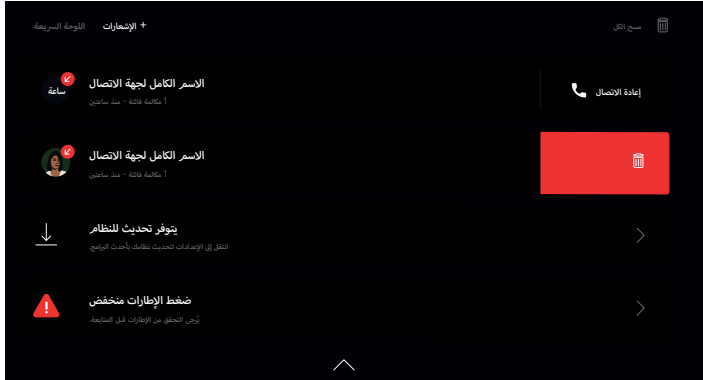 اللوحة السريعة
الإشعارات +
مسح الكل
ساعة
الاسم الكامل لجهة الاتصال
أ مكالمة فائتة - منذ ساعتين
إعادة الاتصال
الاسم الكامل لجهة الاتصال
أ مكالمة فائتة - منذ ساعتين
يتوفر تحديث للنظام
انتقل إلى الإعدادات لتحديث نظامك بأحدث البرامج.
ضغط الإطارات منخفض
يُرجى التحقق من الإطارات قبل المتابعة.